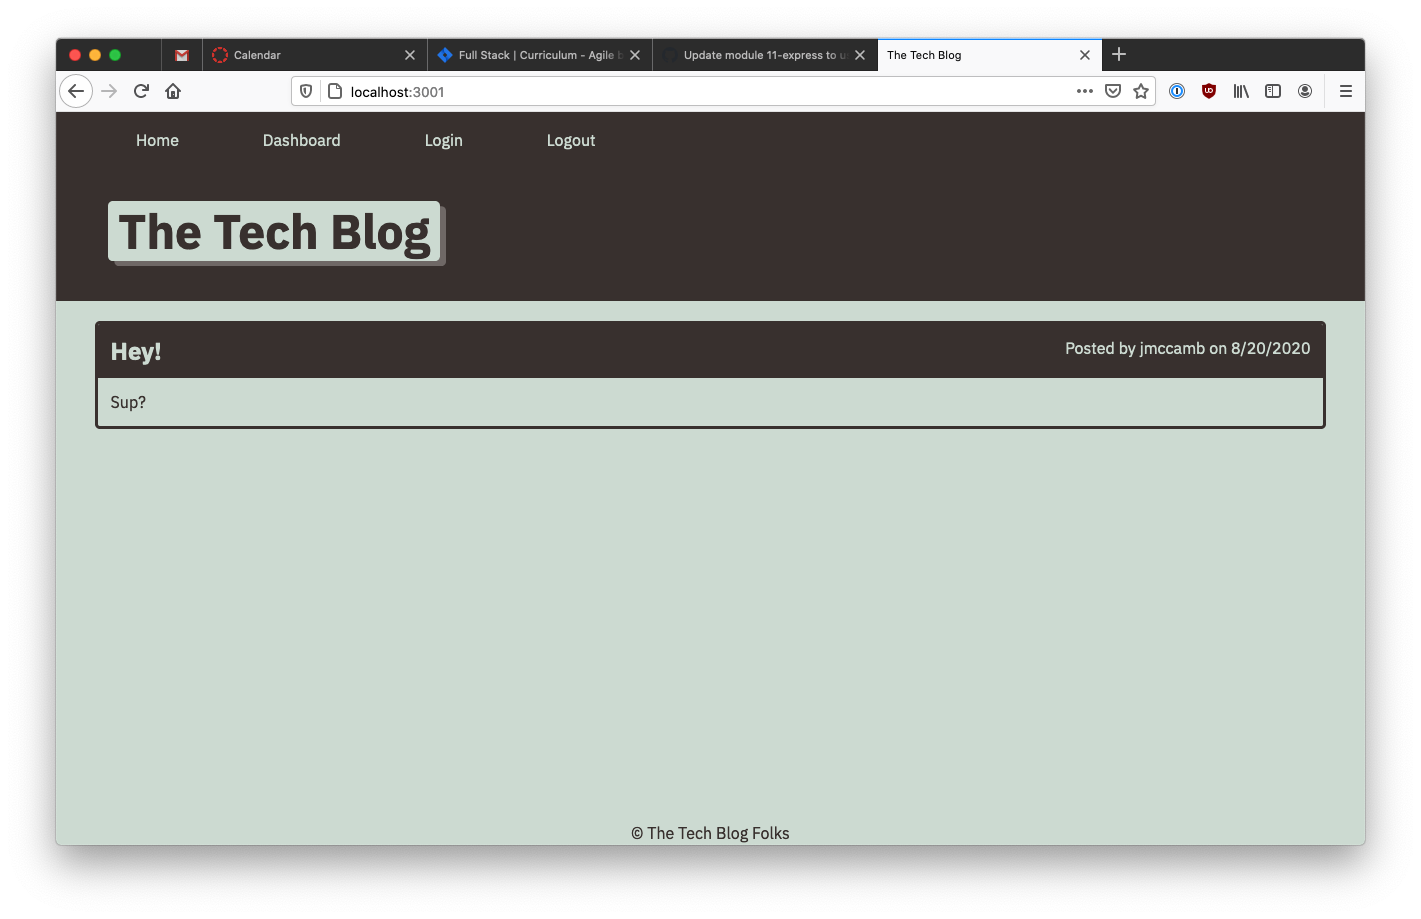 Calendar
Full Stack | Curriculum - Agile b
Update module 11-express to u
The Tech Blog
localhost:3001
Home Dashboard Login Logout
The Tech Blog
Hey! Posted by jmccamb on 8/20/2020
Sup?
© The Tech Blog Folks